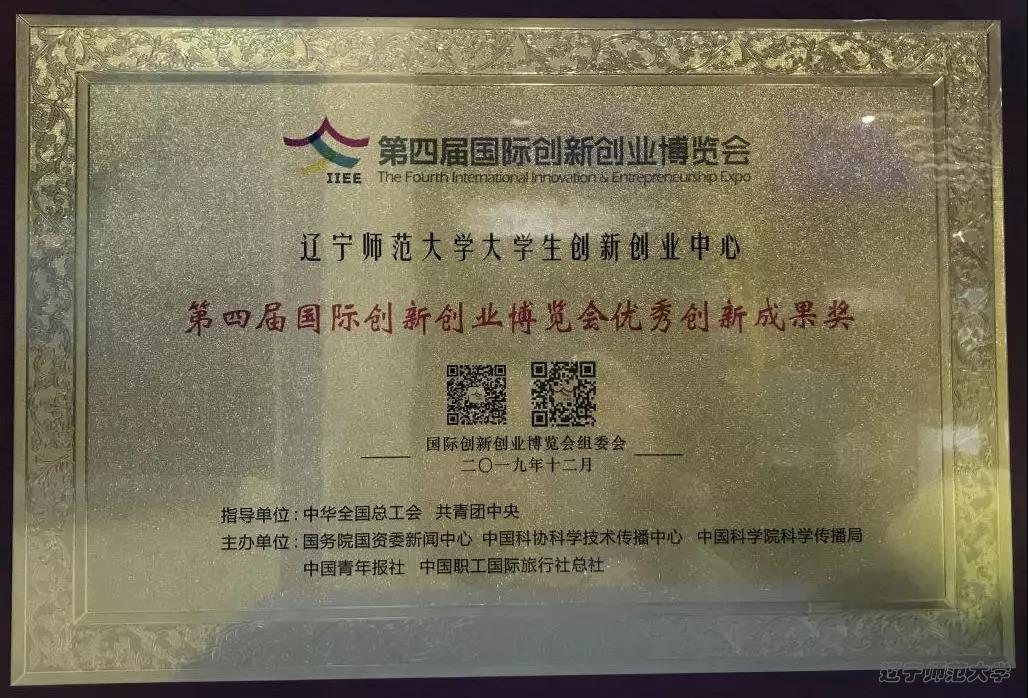 第四届国际创新创业博览会
IIEE
The Fourth International Innovation & Entrepreneurship Expo
辽宁师范大学大学生创新创业中心
第四届国际创新创业博览会优秀创新成果奖
国际创新创业博览会组委会
二〇一九年十二月
指导单位：中华全国总工会 共青团中央
主办单位：国务院国资委新闻中心 中国科协科学技术传播中心 中国科学院科学传播局
中国青年报社 中国职工国际旅行社总社
辽宁师范大学